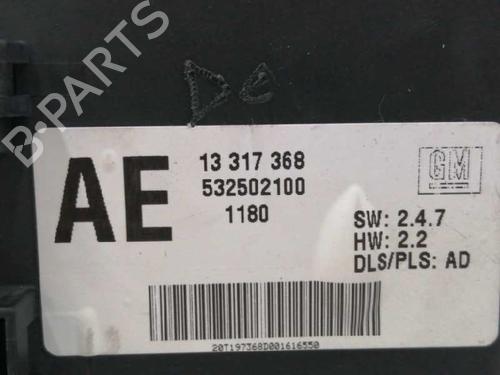 DE
B-PARTS
AE
13 317 368
532502100
1180
GM
SW: 2.4.7
HW: 2.2
DLS/PLS: AD
20T197368D001616550